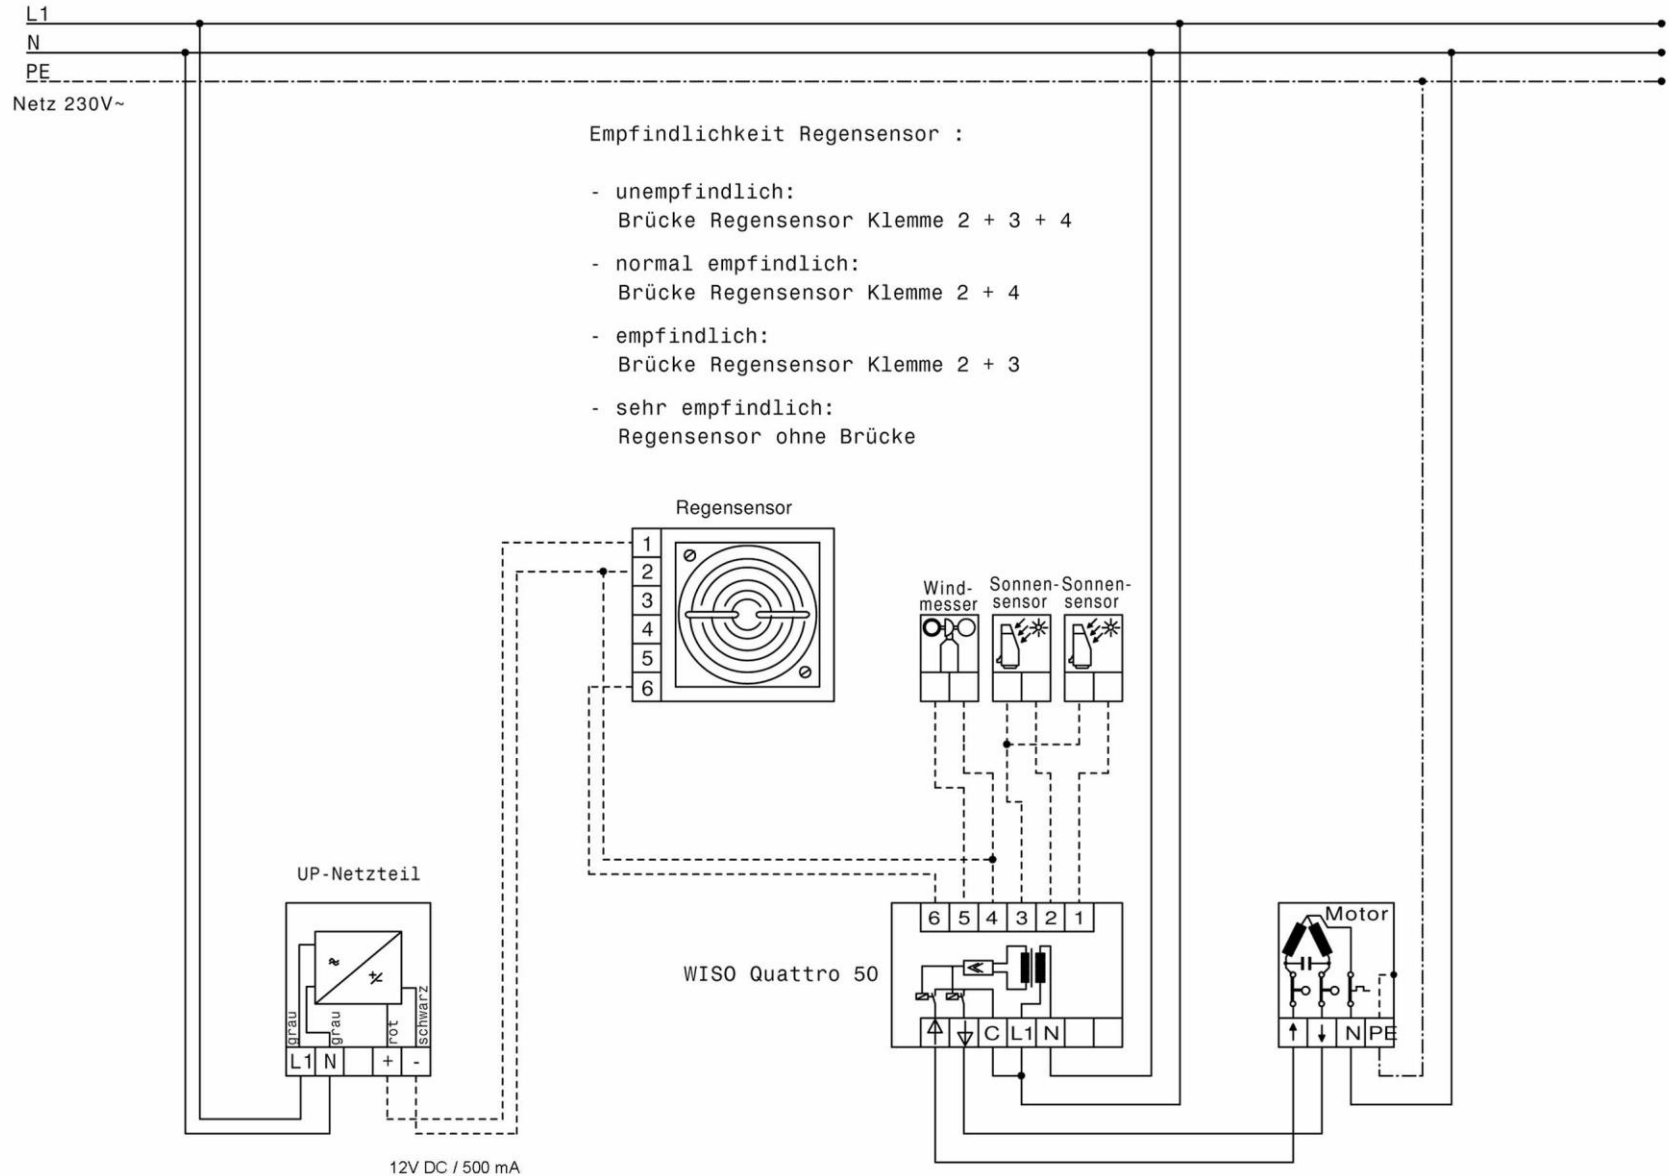 L1
N
PE
Netz 230V~
Empfindlichkeit Regensensor :
- unempfindlich:
Brücke Regensensor Klemme 2 + 3 + 4
- normal empfindlich:
Brücke Regensensor Klemme 2 + 4
- empfindlich:
Brücke Regensensor Klemme 2 + 3
- sehr empfindlich:
Regensensor ohne Brücke
Regensensor
1
2
3
4
5
6
Wind-
messer
Sonnen-
sensor
Sonnen-
sensor
UP-Netzteil
grau
grau
rot
schwarz
L1 N + -
12V DC / 500 mA
WISO Quattro 50
6 5 4 3 2 1
C L1 N
Motor
N PE